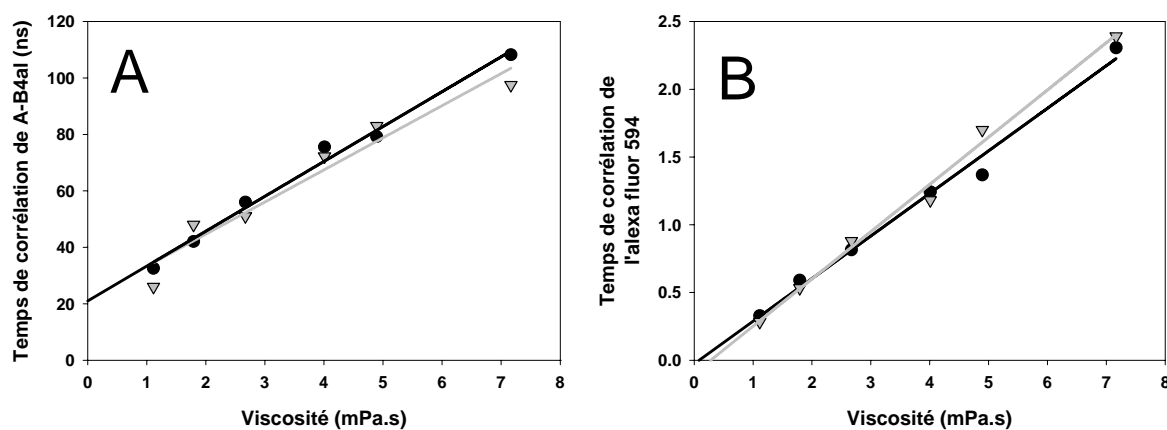 A
Temps de corrélation de A-B4al (ns)
120
100
80
60
40
20
0
0 1 2 3 4 5 6 7 8
Viscosité (mPa.s)
B
Temps de corrélation de
l'alexa fluor 594
2.5
2.0
1.5
1.0
0.5
0.0
0 1 2 3 4 5 6 7 8
Viscosité (mPa.s)